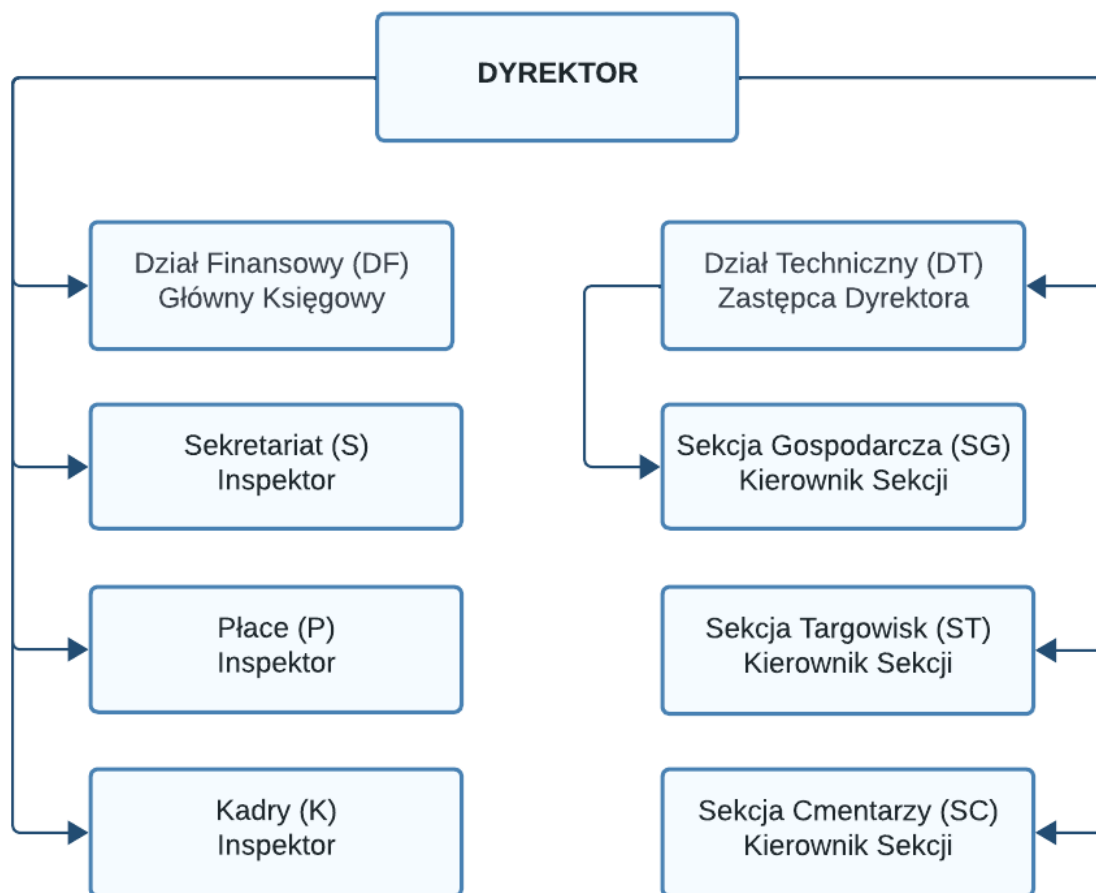 DYREKTOR
Dział Finansowy (DF)
Główny Księgowy
Dział Techniczny (DT)
Zastępca Dyrektora
Sekretariat (S)
Inspektor
Sekcja Gospodarcza (SG)
Kierownik Sekcji
Płace (P)
Inspektor
Sekcja Targowisk (ST)
Kierownik Sekcji
Kadry (K)
Inspektor
Sekcja Cmentarzy (SC)
Kierownik Sekcji